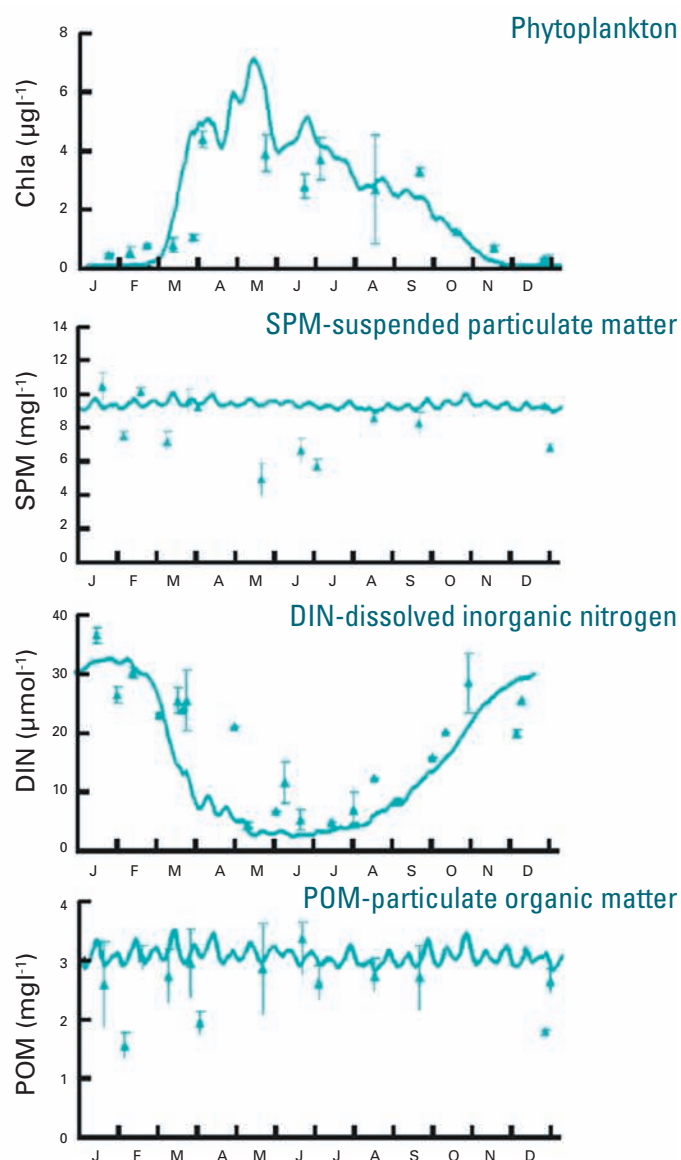 Phytoplankton
Chla (µgl⁻¹)
8
6
4
2
0
J F M A M J J A S O N D
SPM-suspended particulate matter
SPM (mgl⁻¹)
14
12
10
8
6
4
2
0
J F M A M J J A S O N D
DIN-dissolved inorganic nitrogen
DIN (µmol⁻¹)
40
30
20
10
0
J F M A M J J A S O N D
POM-particulate organic matter
POM (mgl⁻¹)
4
3
2
1
0
J F M A M J J A S O N D